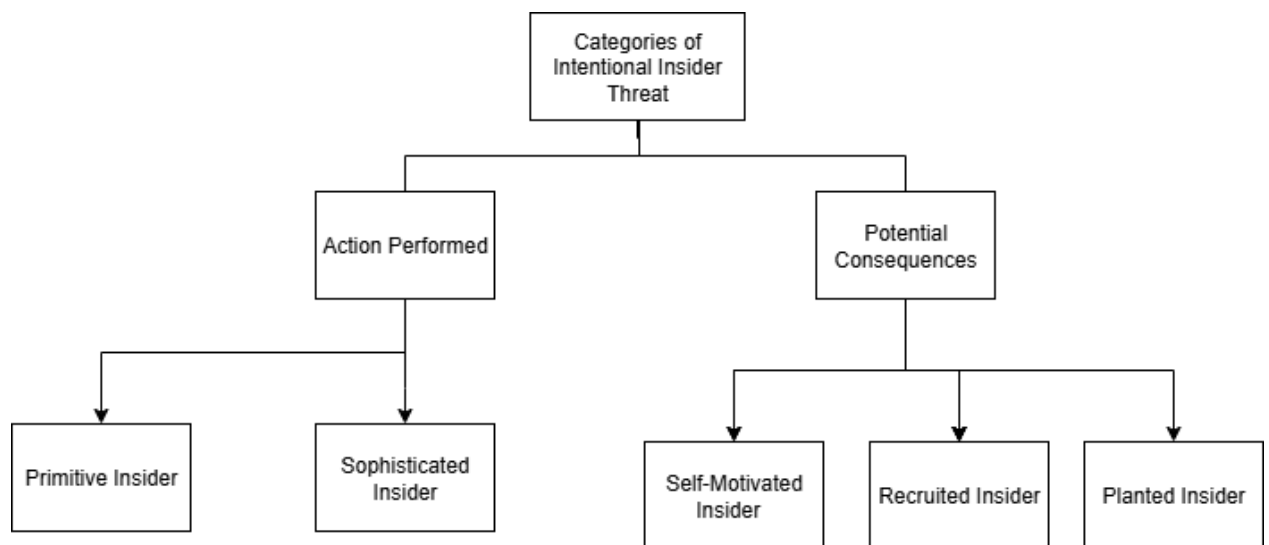 Categories of
Intentional Insider
Threat
Action Performed
Potential
Consequences
Primitive Insider
Sophisticated
Insider
Self-Motivated
Insider
Recruited Insider
Planted Insider